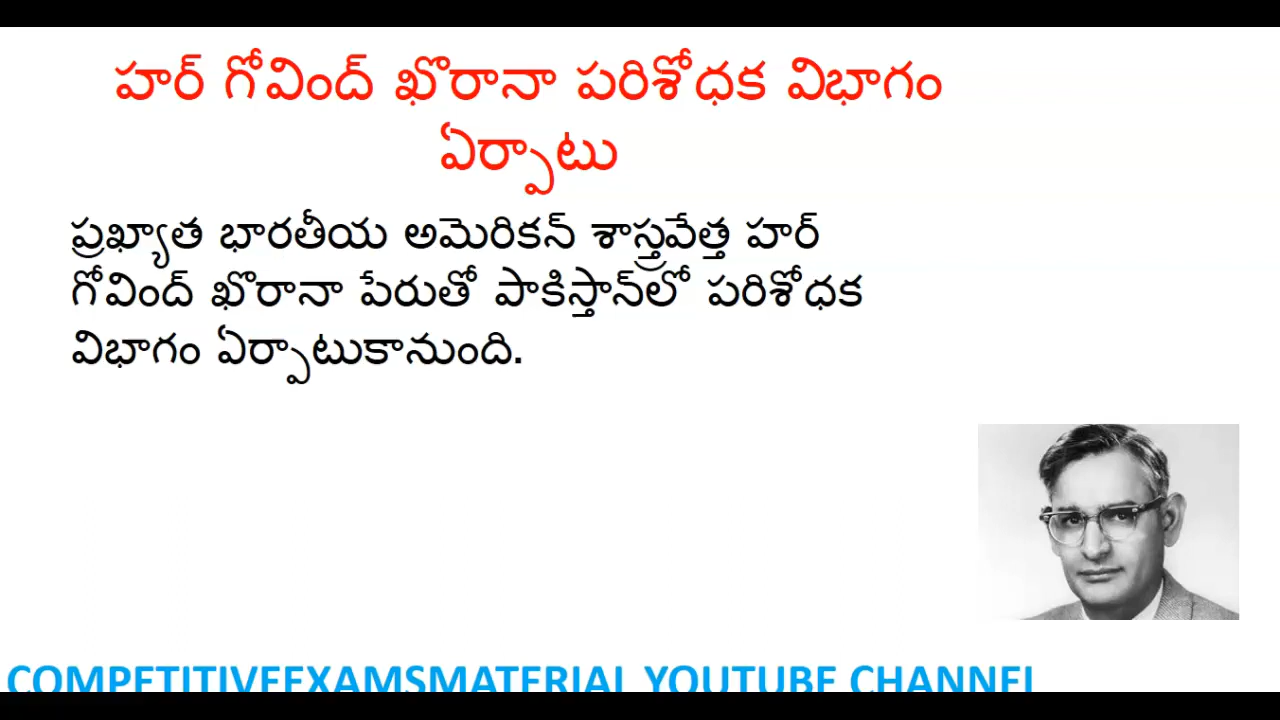 హర్ గోవింద్ ఖొరానా పరిశోధక విభాగం
ఏర్పాటు
ప్రఖ్యాత భారతీయ అమెరికన్ శాస్త్రవేత్త హర్
గోవింద్ ఖొరానా పేరుతో పాకిస్తాన్‌లో పరిశోధక
విభాగం ఏర్పాటుకానుంది.
COMPETITIVEEXAMSMATERIAL YOUTUBE CHANNEL